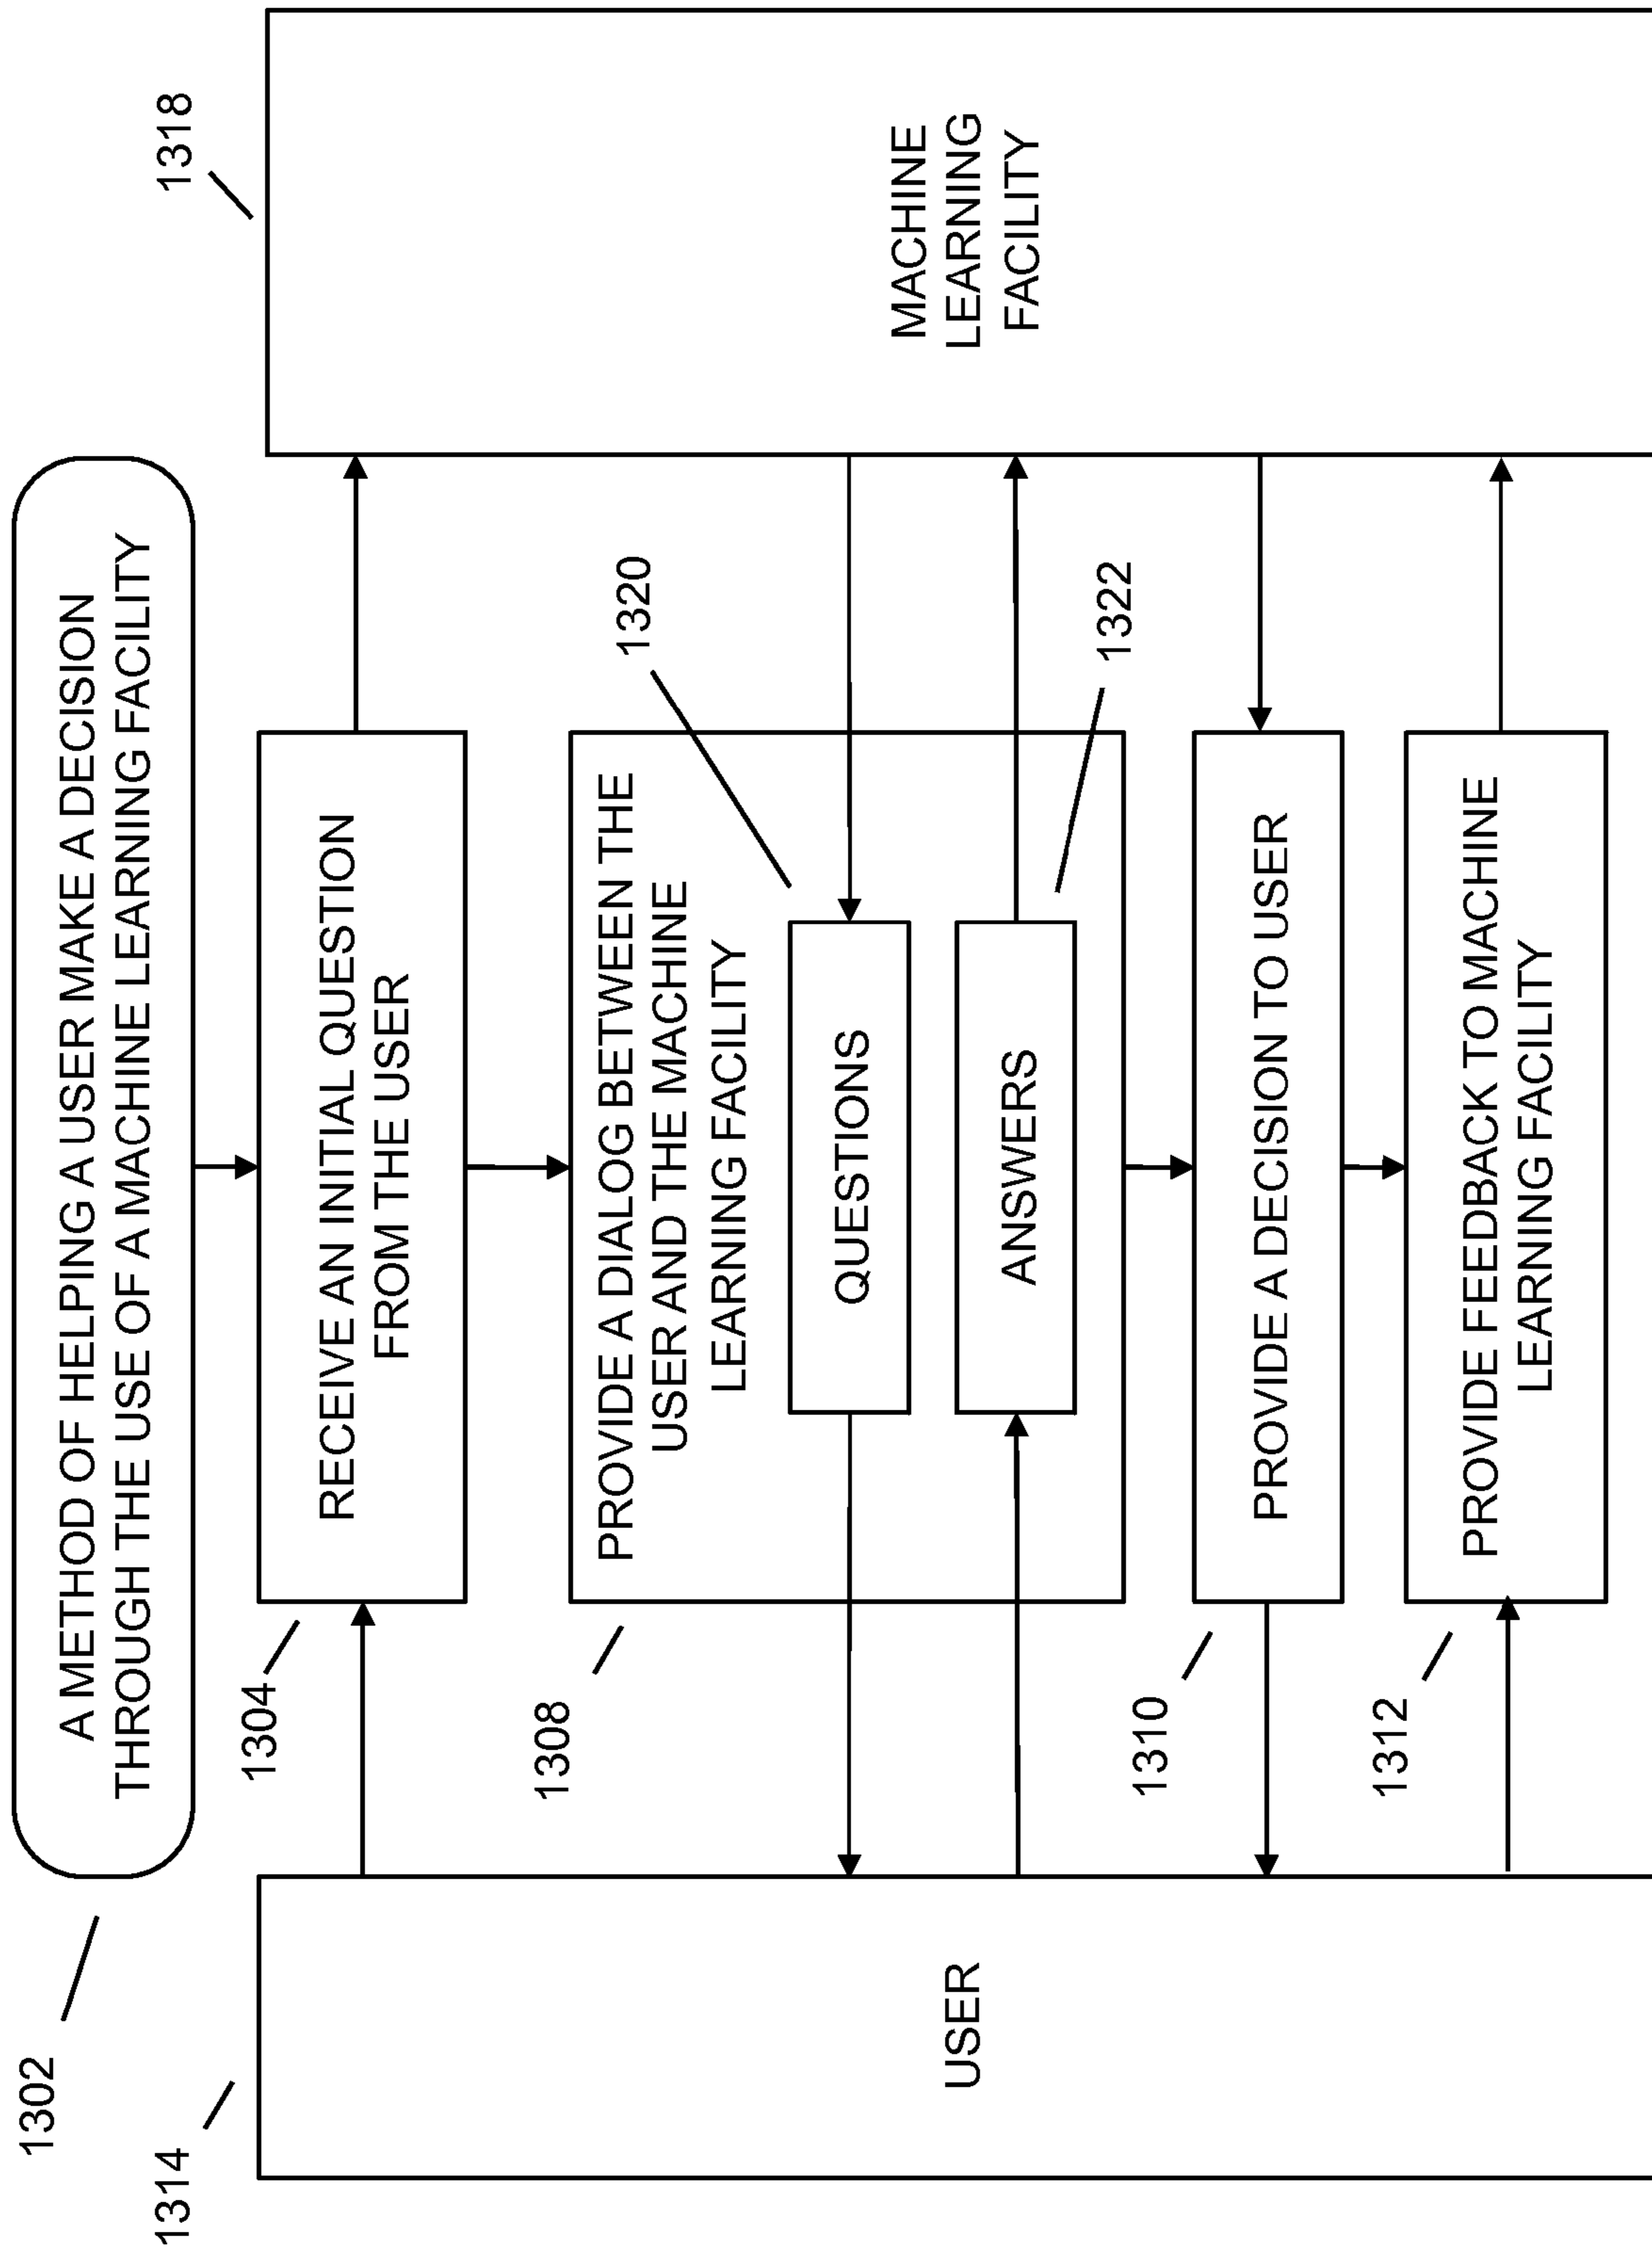 1302
A METHOD OF HELPING A USER MAKE A DECISION
THROUGH THE USE OF A MACHINE LEARNING FACILITY
1314
1318
USER
MACHINE
LEARNING
FACILITY
1304
RECEIVE AN INITIAL QUESTION
FROM THE USER
1308
PROVIDE A DIALOG BETWEEN THE
USER AND THE MACHINE
LEARNING FACILITY
1320
QUESTIONS
ANSWERS
1322
1310
PROVIDE A DECISION TO USER
1312
PROVIDE FEEDBACK TO MACHINE
LEARNING FACILITY